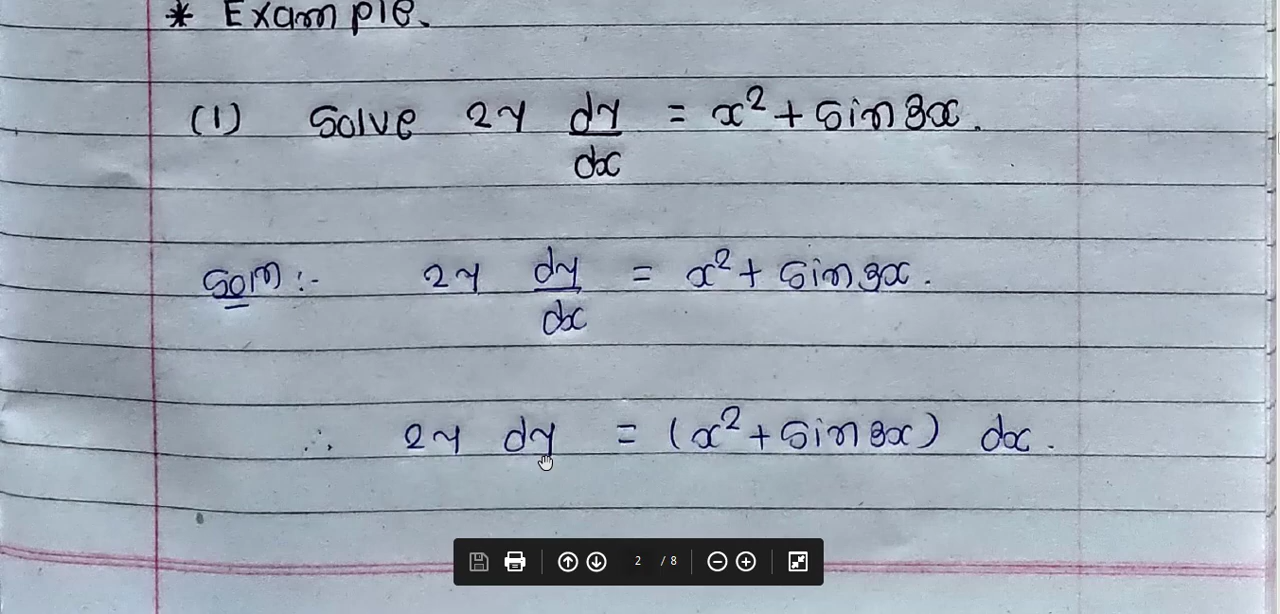 * Example.
(1) Solve 2y dy/dx = x² + sin 3x.
Soln :- 2y dy/dx = x² + sin 3x.
∴ 2y dy = (x² + sin 3x) dx.
2 / 8